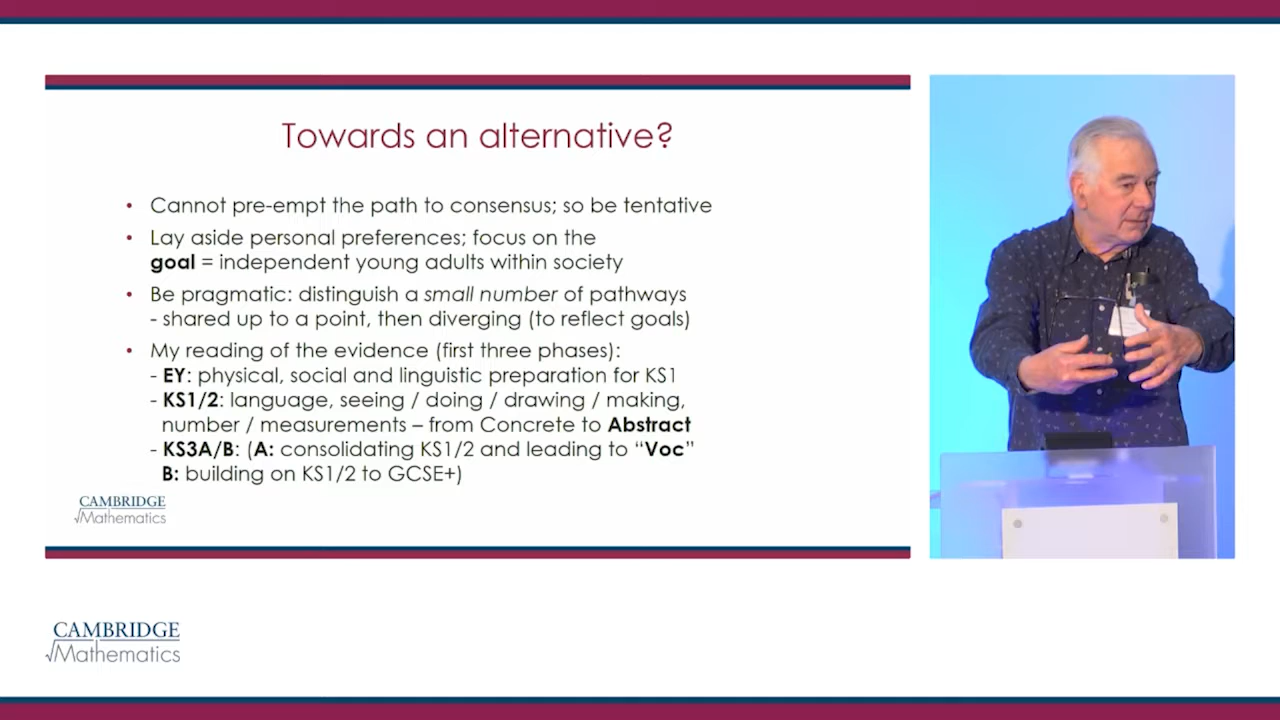 Towards an alternative?
• Cannot pre-empt the path to consensus; so be tentative
• Lay aside personal preferences; focus on the
goal = independent young adults within society
• Be pragmatic: distinguish a small number of pathways
- shared up to a point, then diverging (to reflect goals)
• My reading of the evidence (first three phases):
- EY: physical, social and linguistic preparation for KS1
- KS1/2: language, seeing / doing / drawing / making,
number / measurements – from Concrete to Abstract
- KS3A/B: (A: consolidating KS1/2 and leading to “Voc”
B: building on KS1/2 to GCSE+)
CAMBRIDGE
Mathematics
CAMBRIDGE
Mathematics